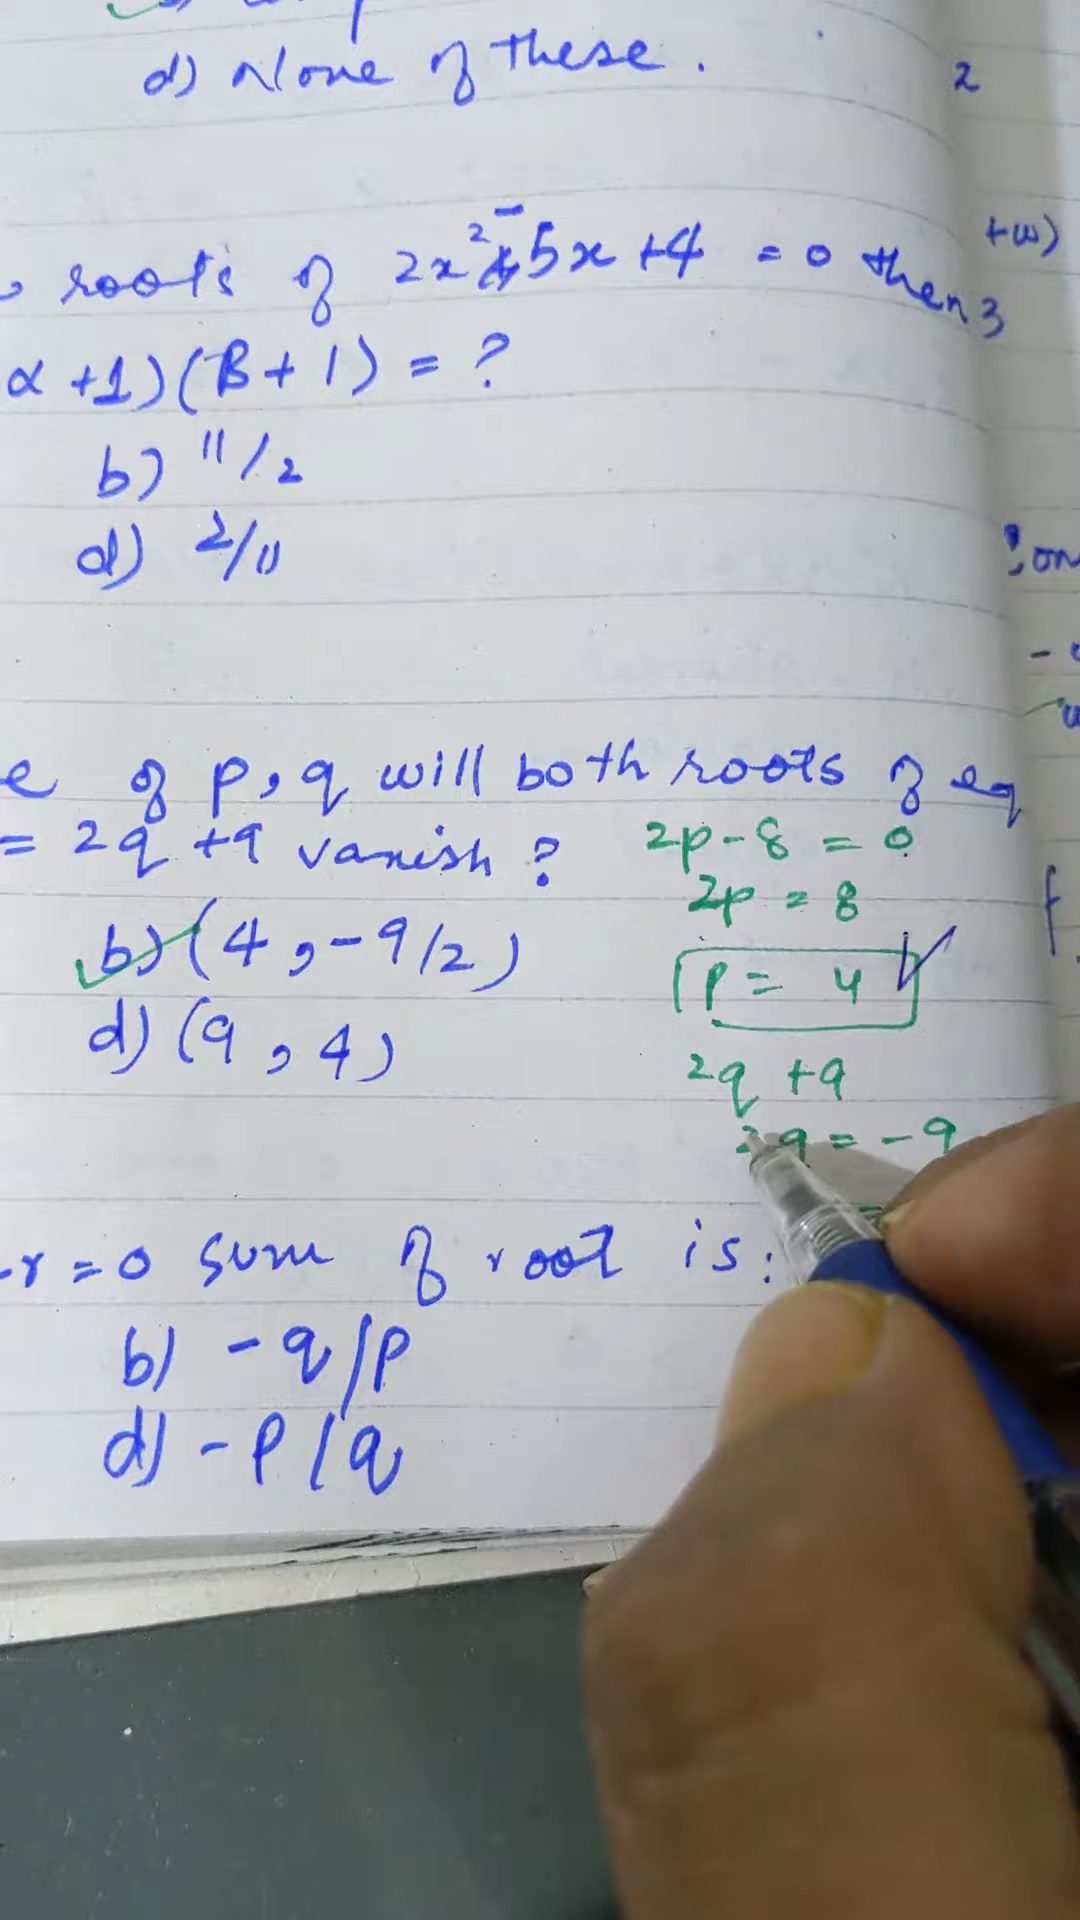 d) None of these.
2
roots of 2x² - 5x + 4 = 0 then
+w)
3
α + 1) (β + 1) = ?
b) 11/2
d) 2/11
e of p, q will both roots of eq
= 2q + 9 vanish ?
2p - 8 = 0
2p = 8
b) (4, -9/2)
p = 4
d) (9, 4)
2q + 9
2q = -9
r = 0 sum of root is:
b) -q/p
d) -p/q